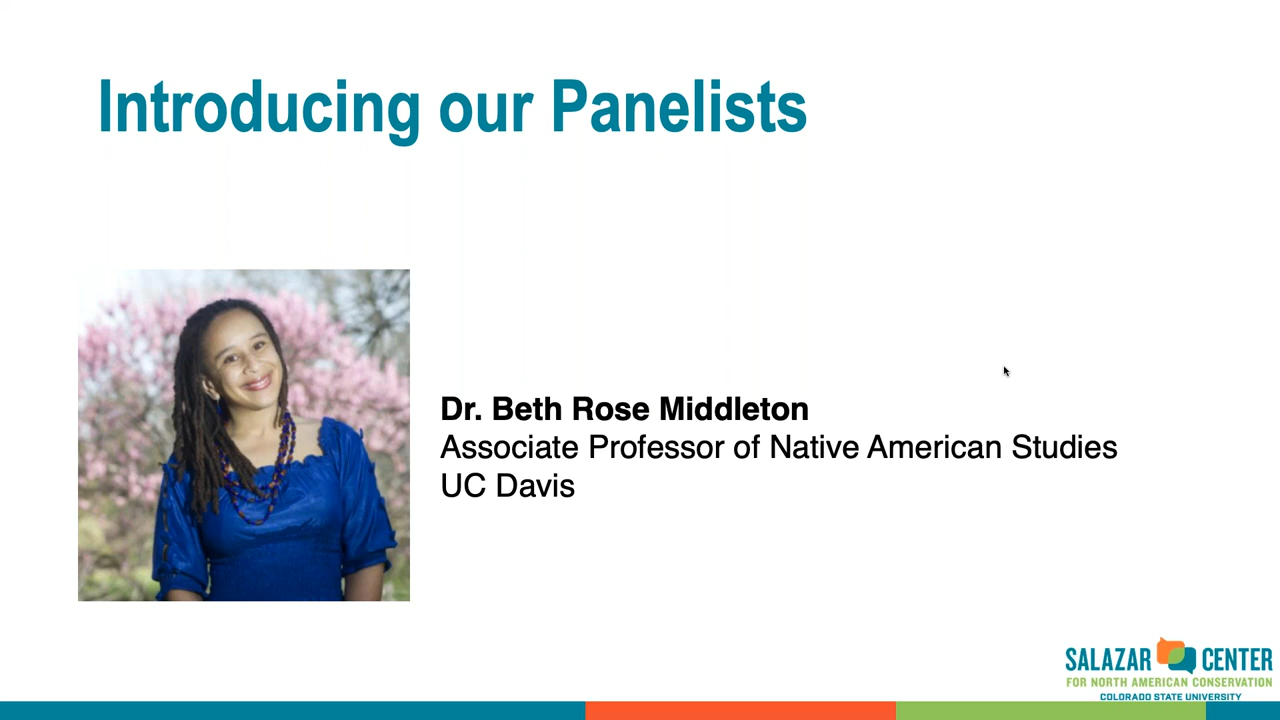 Introducing our Panelists
Dr. Beth Rose Middleton
Associate Professor of Native American Studies
UC Davis
SALAZAR CENTER
FOR NORTH AMERICAN CONSERVATION
COLORADO STATE UNIVERSITY